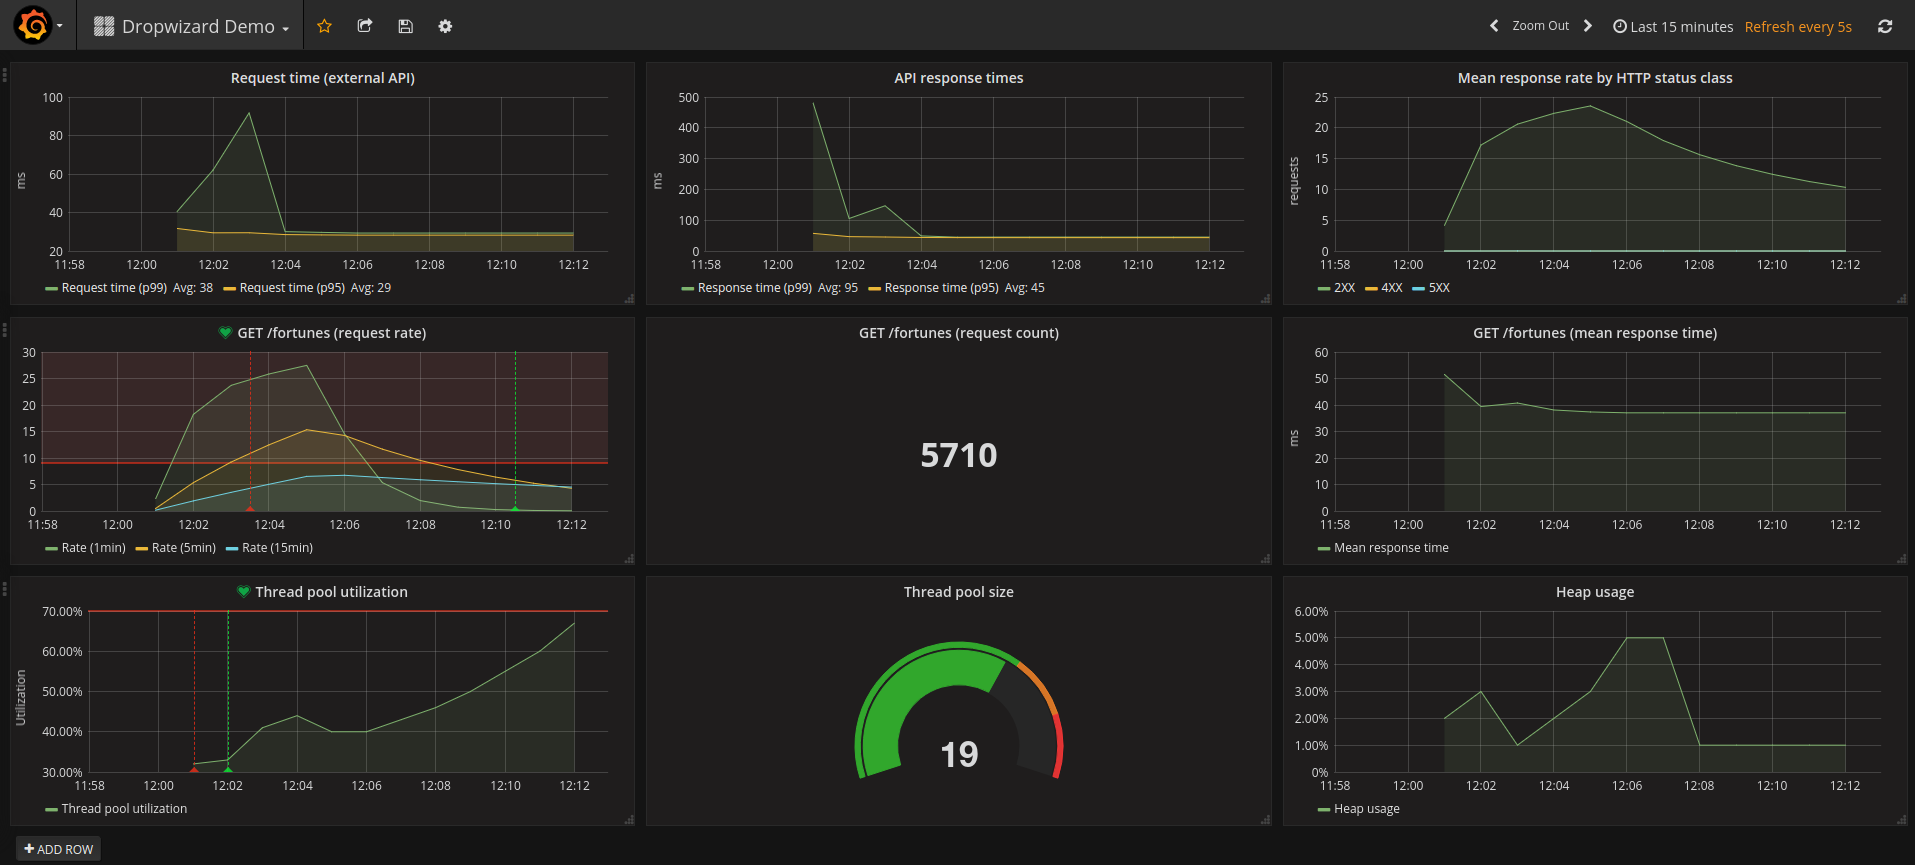 Dropwizard Demo
Zoom Out
Last 15 minutes Refresh every 5s
Request time (external API)
100
80
60
40
20
ms
11:58 12:00 12:02 12:04 12:06 12:08 12:10 12:12
Request time (p99) Avg: 38 Request time (p95) Avg: 29
API response times
500
400
300
200
100
0
ms
11:58 12:00 12:02 12:04 12:06 12:08 12:10 12:12
Response time (p99) Avg: 95 Response time (p95) Avg: 45
Mean response rate by HTTP status class
25
20
15
10
5
0
requests
11:58 12:00 12:02 12:04 12:06 12:08 12:10 12:12
2XX 4XX 5XX
GET /fortunes (request rate)
30
25
20
15
10
5
0
11:58 12:00 12:02 12:04 12:06 12:08 12:10 12:12
Rate (1min) Rate (5min) Rate (15min)
GET /fortunes (request count)
5710
GET /fortunes (mean response time)
60
50
40
30
20
10
0
ms
11:58 12:00 12:02 12:04 12:06 12:08 12:10 12:12
Mean response time
Thread pool utilization
70.00%
60.00%
50.00%
40.00%
30.00%
Utilization
11:58 12:00 12:02 12:04 12:06 12:08 12:10 12:12
Thread pool utilization
Thread pool size
19
Heap usage
6.00%
5.00%
4.00%
3.00%
2.00%
1.00%
0%
11:58 12:00 12:02 12:04 12:06 12:08 12:10 12:12
Heap usage
ADD ROW